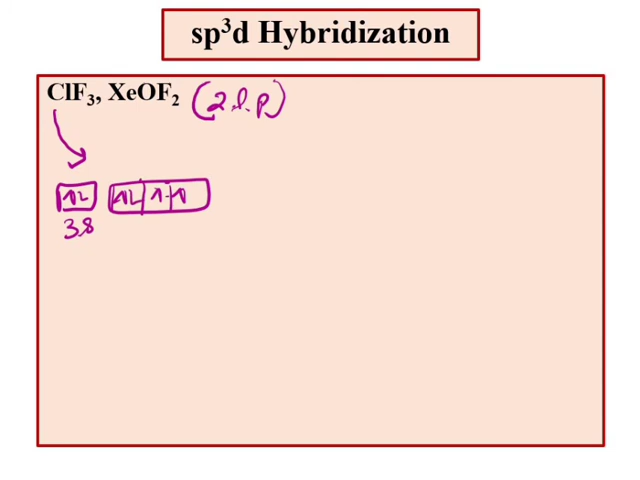 sp³d Hybridization
ClF₃, XeOF₂ (2 l.p)
↑↓ ↑↓ ↑ ↑
3s